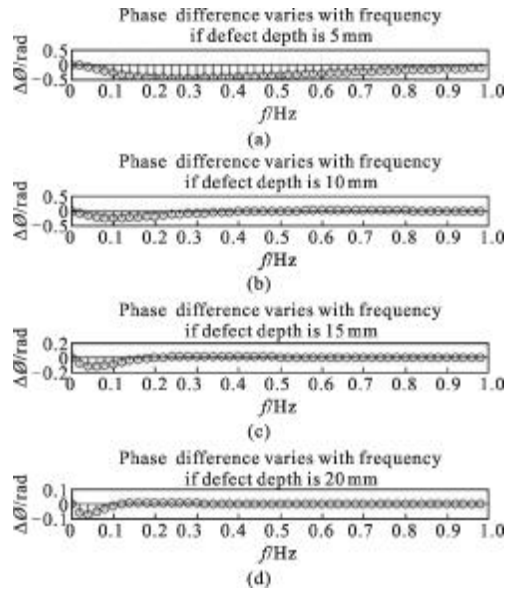 Phase difference varies with frequency
if defect depth is 5 mm
ΔØ/rad
0.5
0
−0.5
0 0.1 0.2 0.3 0.4 0.5 0.6 0.7 0.8 0.9 1.0
f/Hz
(a)
Phase difference varies with frequency
if defect depth is 10 mm
ΔØ/rad
0.5
0
−0.5
0 0.1 0.2 0.3 0.4 0.5 0.6 0.7 0.8 0.9 1.0
f/Hz
(b)
Phase difference varies with frequency
if defect depth is 15 mm
ΔØ/rad
0.2
0
−0.2
0 0.1 0.2 0.3 0.4 0.5 0.6 0.7 0.8 0.9 1.0
f/Hz
(c)
Phase difference varies with frequency
if defect depth is 20 mm
ΔØ/rad
0.1
0
−0.1
0 0.1 0.2 0.3 0.4 0.5 0.6 0.7 0.8 0.9 1.0
f/Hz
(d)